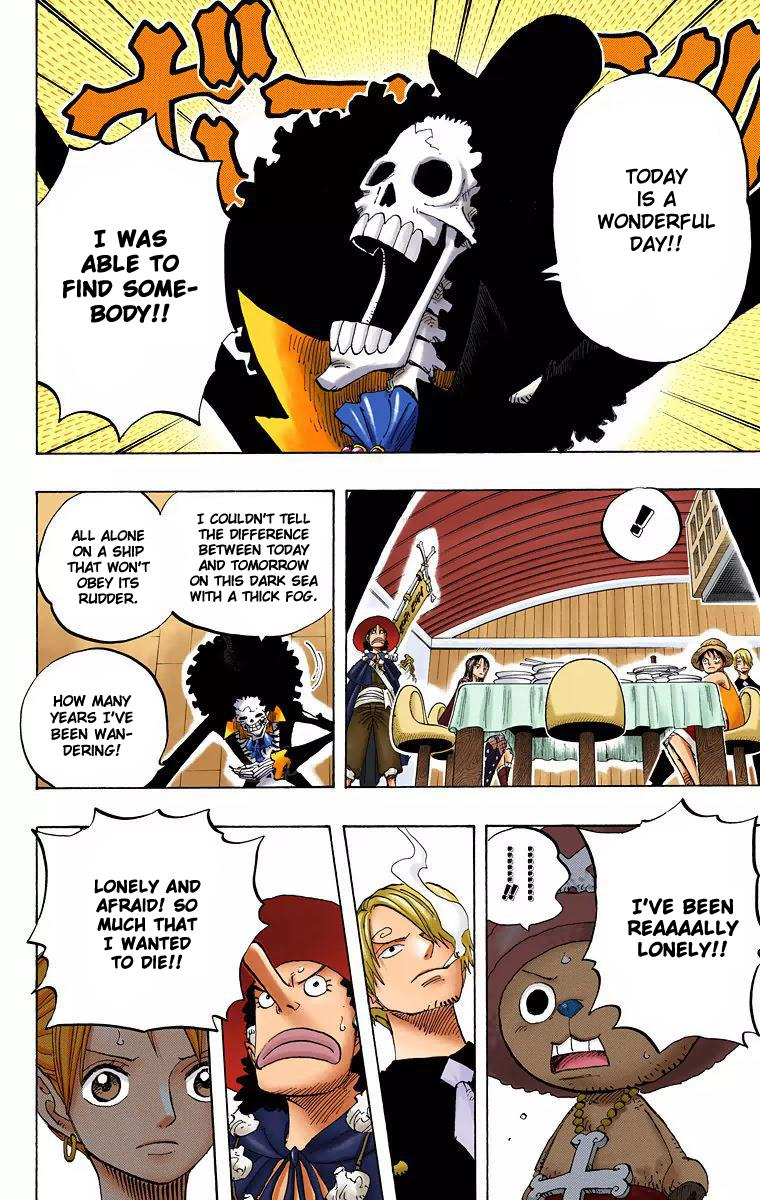 TODAY
IS A
WONDERFUL
DAY!!
I WAS
ABLE TO
FIND SOME-
BODY!!
!
I COULDN'T TELL
THE DIFFERENCE
BETWEEN TODAY
AND TOMORROW
ON THIS DARK SEA
WITH A THICK FOG.
ALL ALONE
ON A SHIP
THAT WON'T
OBEY ITS
RUDDER.
HOW MANY
YEARS I'VE
BEEN WAN-
DERING!
I'VE BEEN
REAAAALLY
LONELY!!
!!
LONELY AND
AFRAID! SO
MUCH THAT
I WANTED
TO DIE!!